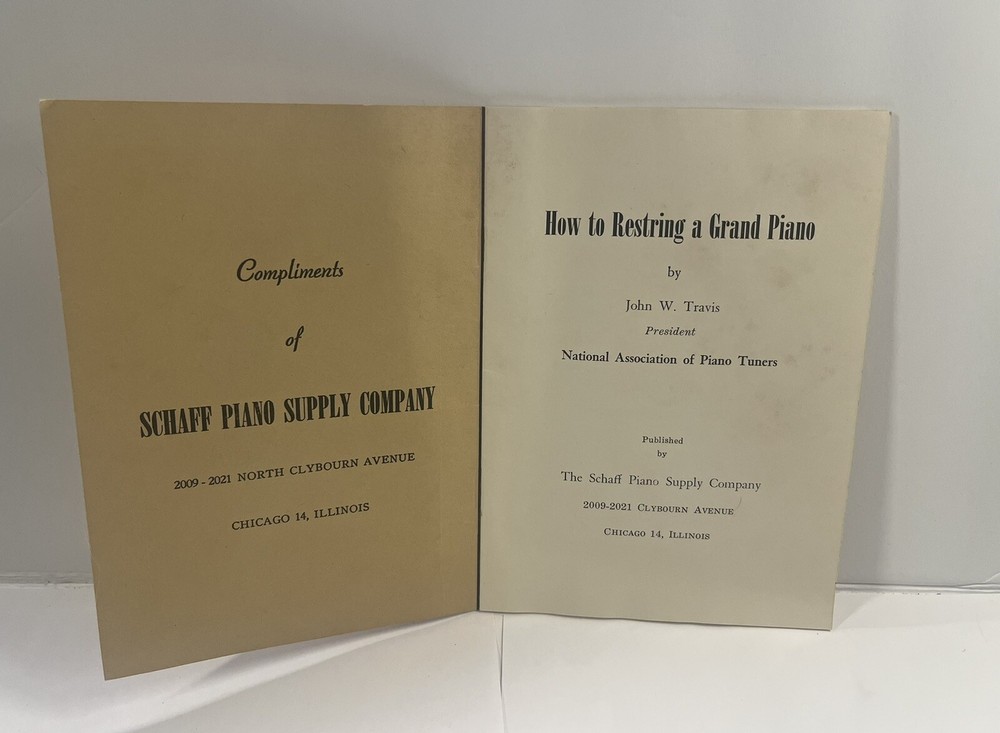 Compliments
of
SCHAFF PIANO SUPPLY COMPANY
2009 - 2021 NORTH CLYBOURN AVENUE
CHICAGO 14, ILLINOIS
How to Restring a Grand Piano
by
John W. Travis
President
National Association of Piano Tuners
Published
by
The Schaff Piano Supply Company
2009-2021 CLYBOURN AVENUE
CHICAGO 14, ILLINOIS